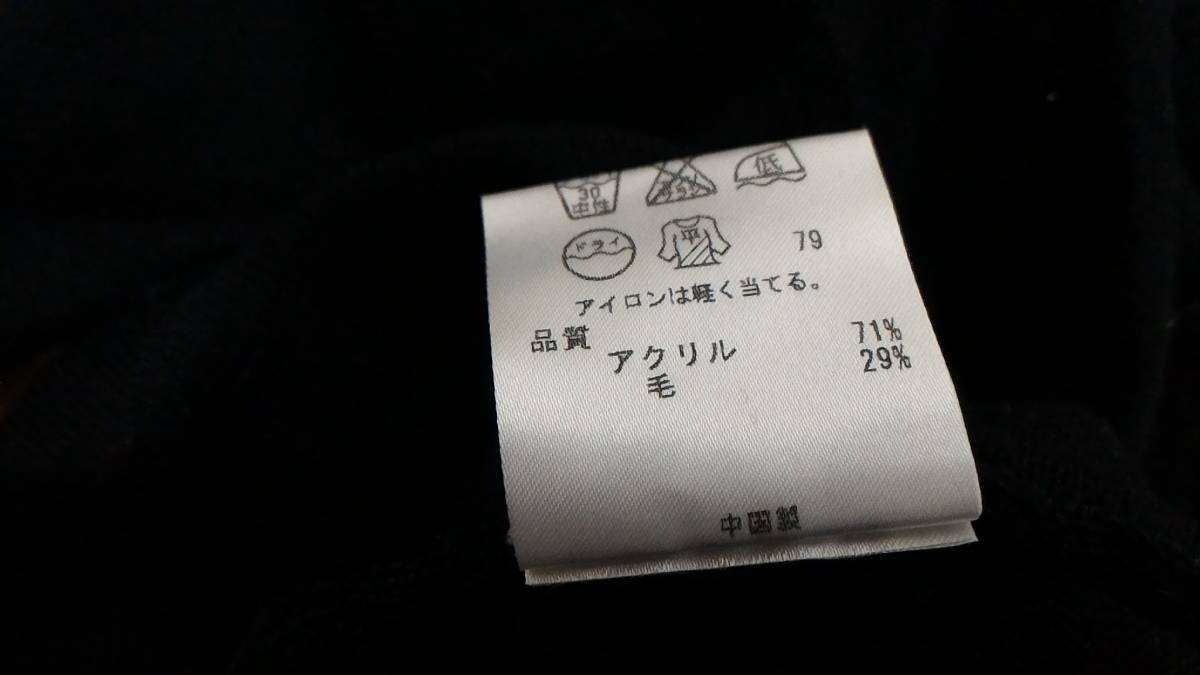 30
中性
低
ドライ
平
79
アイロンは軽く当てる。
品質
アクリル 71%
毛 29%
中国製